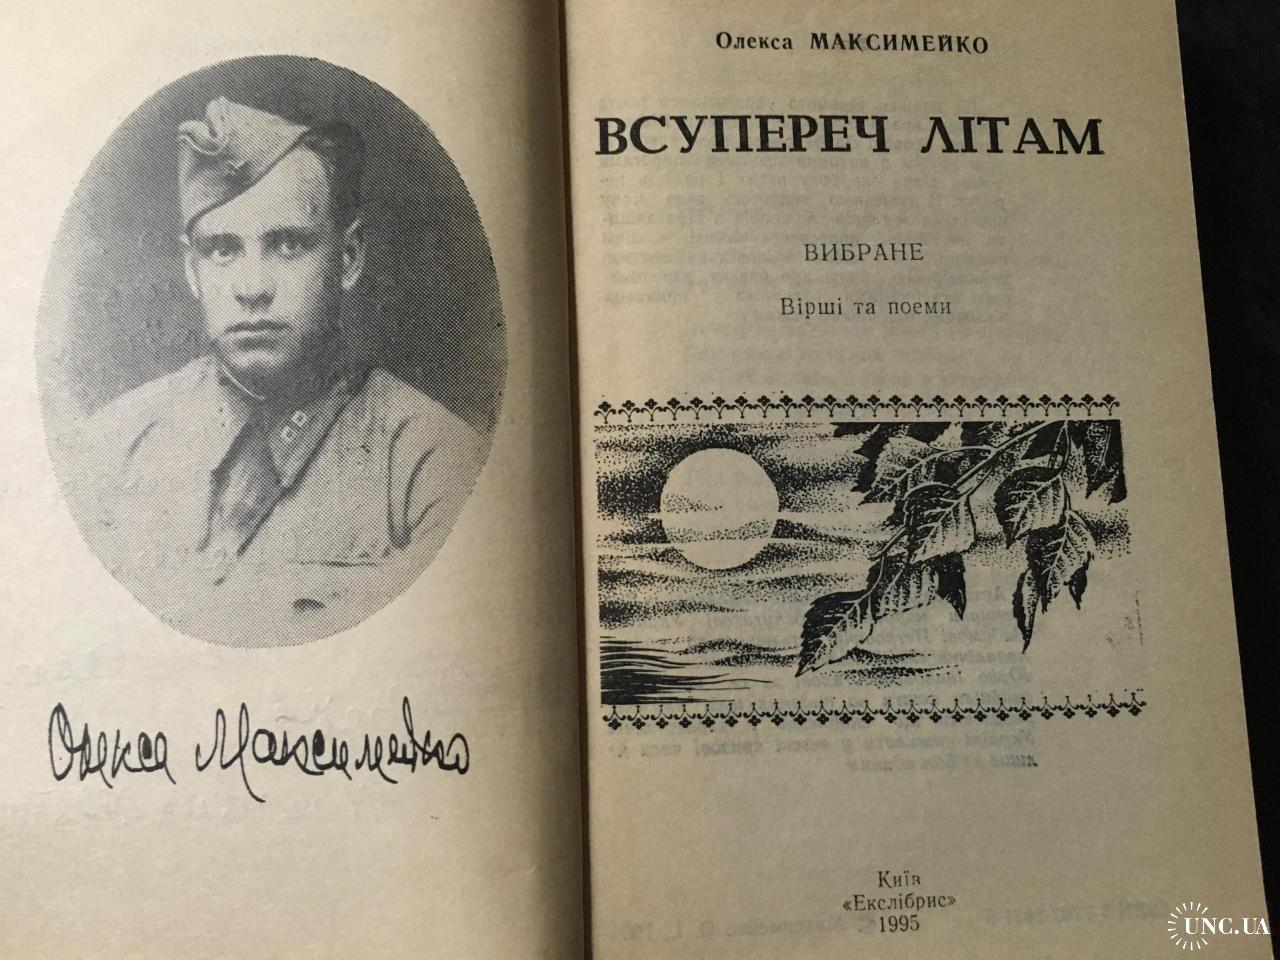 Олекса Максимейко
Олекса МАКСИМЕЙКО
ВСУПЕРЕЧ ЛІТАМ
ВИБРАНЕ
Вірші та поеми
Київ
«Екслібрис»
1995
UNC.UA